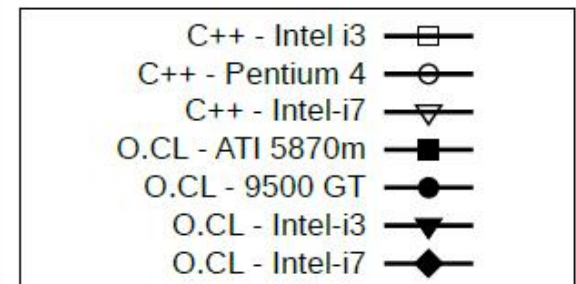 C++ - Intel i3
C++ - Pentium 4
C++ - Intel-i7
O.CL - ATI 5870m
O.CL - 9500 GT
O.CL - Intel-i3
O.CL - Intel-i7